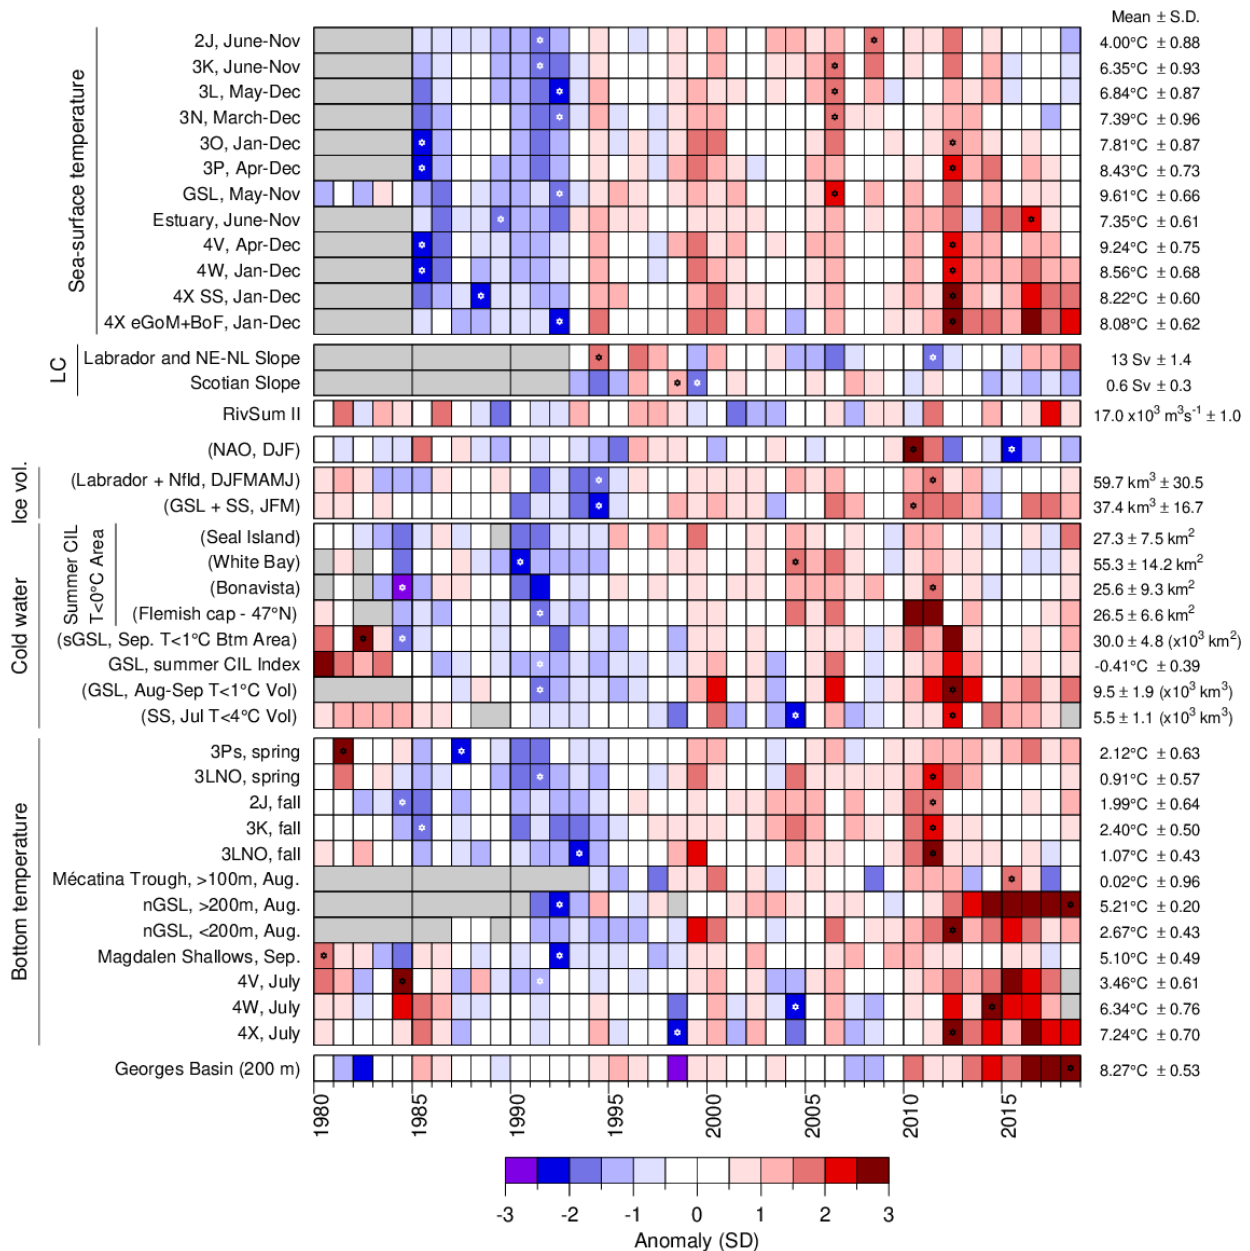 Mean ± S.D.
Sea-surface temperature
2J, June-Nov 4.00°C ± 0.88
3K, June-Nov 6.35°C ± 0.93
3L, May-Dec 6.84°C ± 0.87
3N, March-Dec 7.39°C ± 0.96
3O, Jan-Dec 7.81°C ± 0.87
3P, Apr-Dec 8.43°C ± 0.73
GSL, May-Nov 9.61°C ± 0.66
Estuary, June-Nov 7.35°C ± 0.61
4V, Apr-Dec 9.24°C ± 0.75
4W, Jan-Dec 8.56°C ± 0.68
4X SS, Jan-Dec 8.22°C ± 0.60
4X eGoM+BoF, Jan-Dec 8.08°C ± 0.62
LC
Labrador and NE-NL Slope 13 Sv ± 1.4
Scotian Slope 0.6 Sv ± 0.3
RivSum II 17.0 x10³ m³s⁻¹ ± 1.0
(NAO, DJF)
Ice vol.
(Labrador + Nfld, DJFMAMJ) 59.7 km³ ± 30.5
(GSL + SS, JFM) 37.4 km³ ± 16.7
Cold water
Summer CIL
T<0°C Area
(Seal Island) 27.3 ± 7.5 km²
(White Bay) 55.3 ± 14.2 km²
(Bonavista) 25.6 ± 9.3 km²
(Flemish cap - 47°N) 26.5 ± 6.6 km²
(sGSL, Sep. T<1°C Btm Area) 30.0 ± 4.8 (x10³ km²)
GSL, summer CIL Index -0.41°C ± 0.39
(GSL, Aug-Sep T<1°C Vol) 9.5 ± 1.9 (x10³ km³)
(SS, Jul T<4°C Vol) 5.5 ± 1.1 (x10³ km³)
Bottom temperature
3Ps, spring 2.12°C ± 0.63
3LNO, spring 0.91°C ± 0.57
2J, fall 1.99°C ± 0.64
3K, fall 2.40°C ± 0.50
3LNO, fall 1.07°C ± 0.43
Mécatina Trough, >100m, Aug. 0.02°C ± 0.96
nGSL, >200m, Aug. 5.21°C ± 0.20
nGSL, <200m, Aug. 2.67°C ± 0.43
Magdalen Shallows, Sep. 5.10°C ± 0.49
4V, July 3.46°C ± 0.61
4W, July 6.34°C ± 0.76
4X, July 7.24°C ± 0.70
Georges Basin (200 m) 8.27°C ± 0.53
1980 1985 1990 1995 2000 2005 2010 2015
-3 -2 -1 0 1 2 3
Anomaly (SD)